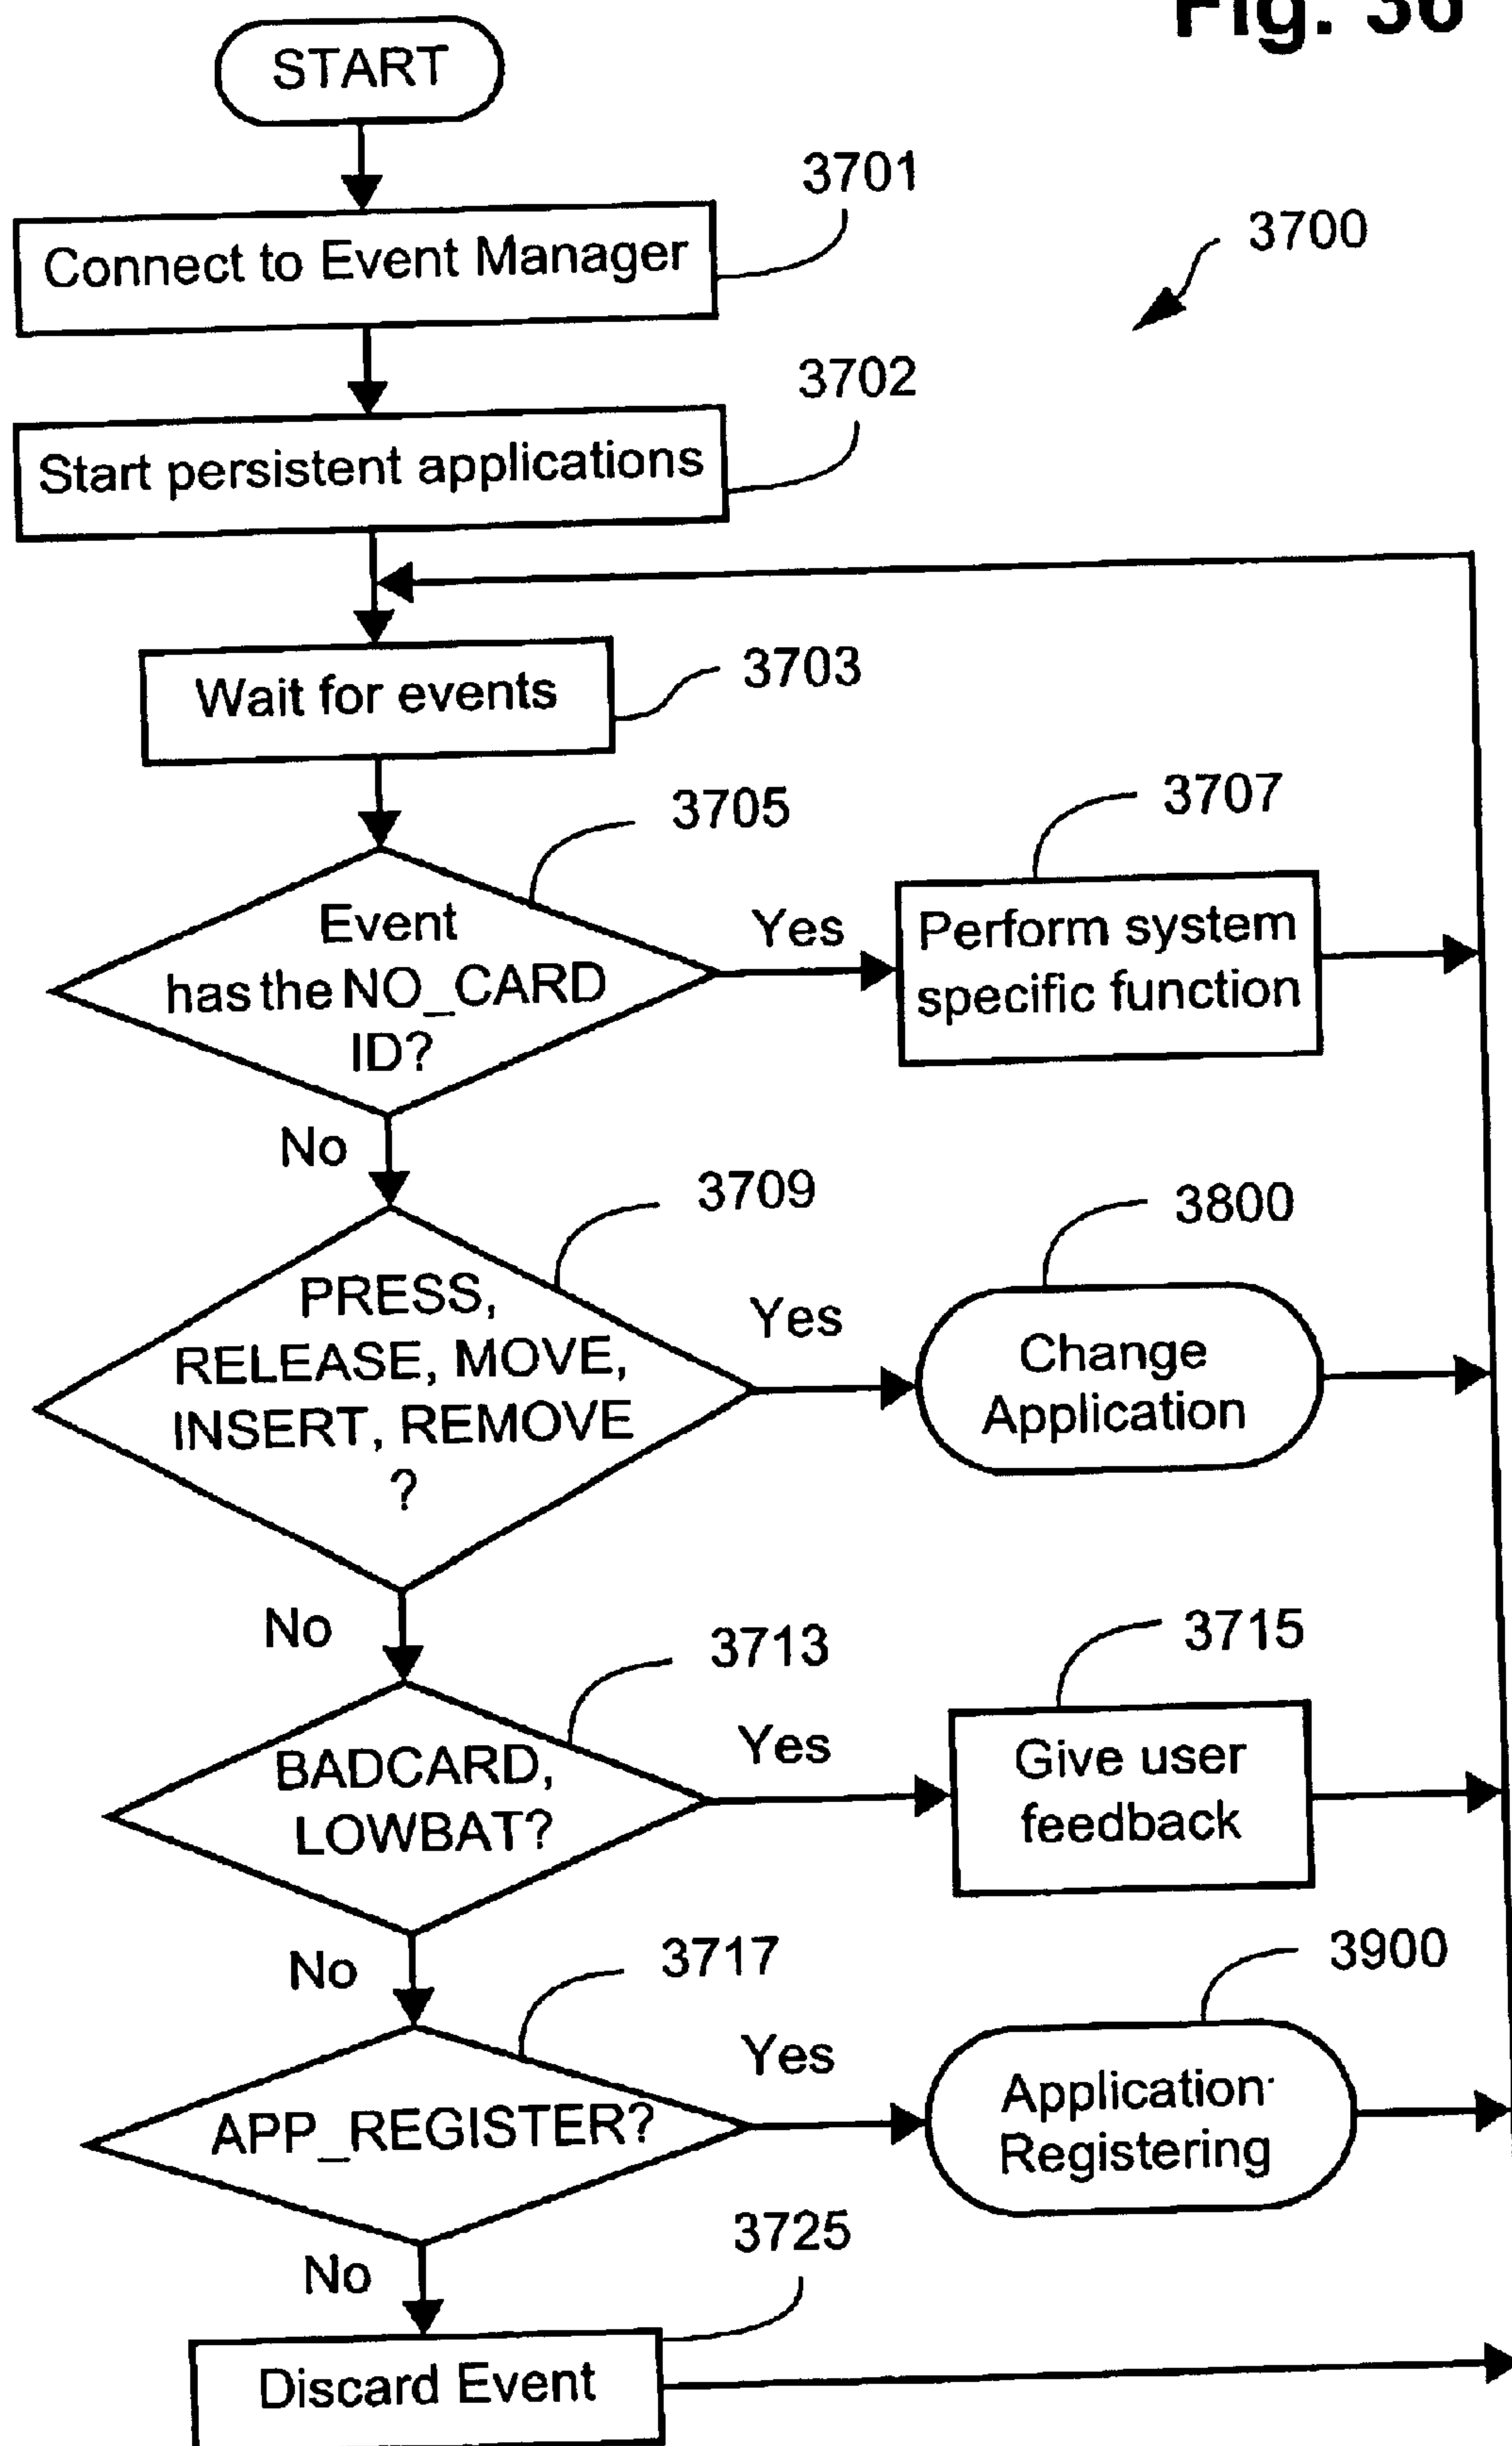 Fig. 36
START
3701
Connect to Event Manager
3700
3702
Start persistent applications
3703
Wait for events
3705
3707
Event
has the NO_CARD
ID?
Yes
Perform system
specific function
No
3709
3800
PRESS,
RELEASE, MOVE,
INSERT, REMOVE
?
Yes
Change
Application
No
3713
3715
BADCARD,
LOWBAT?
Yes
Give user
feedback
No
3717
3900
APP_REGISTER?
Yes
Application
Registering
No
3725
Discard Event